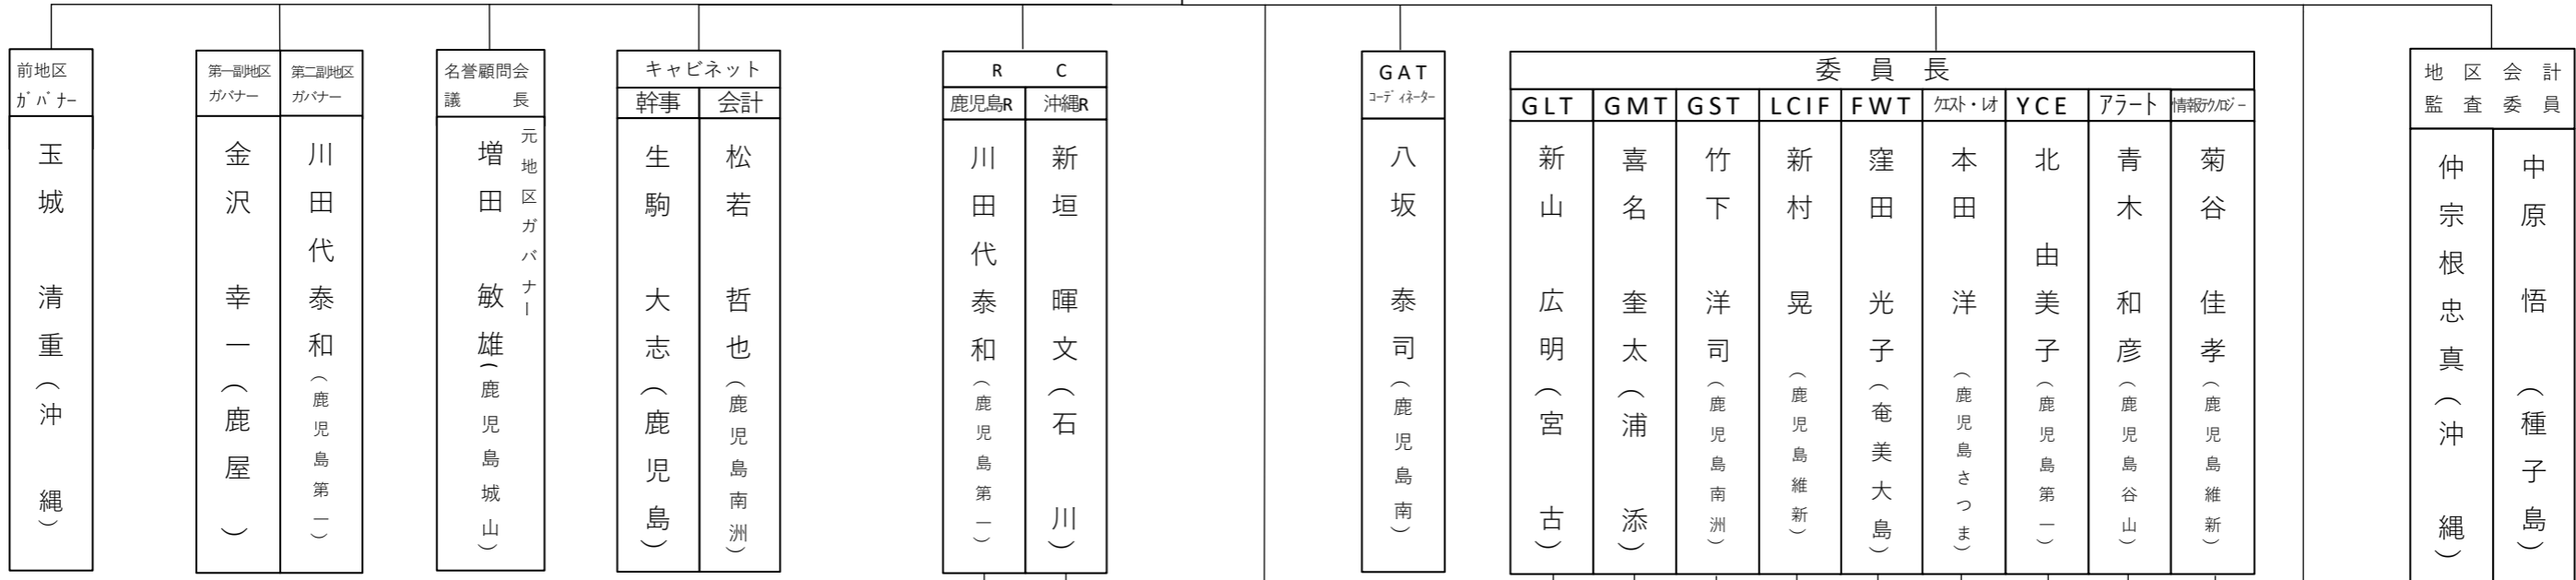 前地区
ガバナー
玉城 清重(沖 縄)
第一副地区
ガバナー
金沢 幸一(鹿屋)
第二副地区
ガバナー
川田代泰和(鹿児島第一)
名誉顧問会
議 長
元地区ガバナー
増田 敏雄(鹿児島城山)
キャビネット
幹事
生駒 大志(鹿児島)
会計
松若 哲也(鹿児島南洲)
R C
鹿児島R
川田代泰和(鹿児島第一)
沖縄R
新垣 暉文(石 川)
GAT
コーディネーター
八坂 泰司(鹿児島南)
委 員 長
GLT
新山 広明(宮 古)
GMT
喜名 奎太(浦 添)
GST
竹下 洋司(鹿児島南洲)
LCIF
新村 晃(鹿児島維新)
FWT
窪田 光子(奄美大島)
クエスト・レオ
本田 洋(鹿児島さつま)
YCE
北 由美子(鹿児島第一)
アラート
青木 和彦(鹿児島谷山)
情報テクノロジー
菊谷 佳孝(鹿児島維新)
地区会計
監査委員
仲宗根忠真(沖 縄)
中原 悟(種子島)